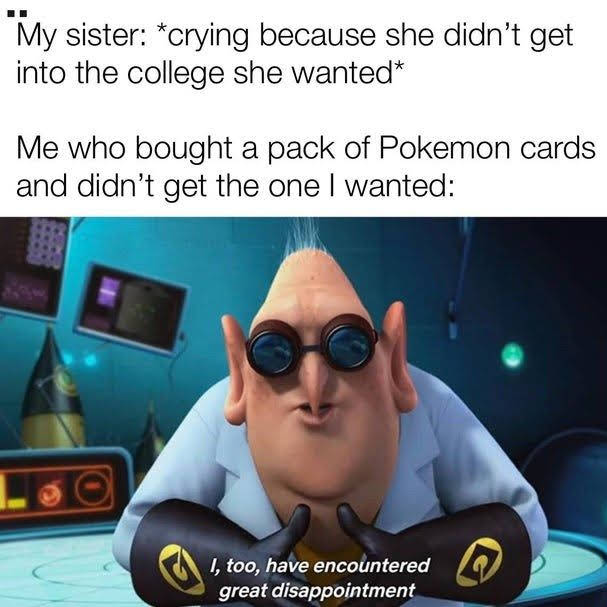 My sister: *crying because she didn’t get
into the college she wanted*
Me who bought a pack of Pokemon cards
and didn’t get the one I wanted:
I, too, have encountered
great disappointment